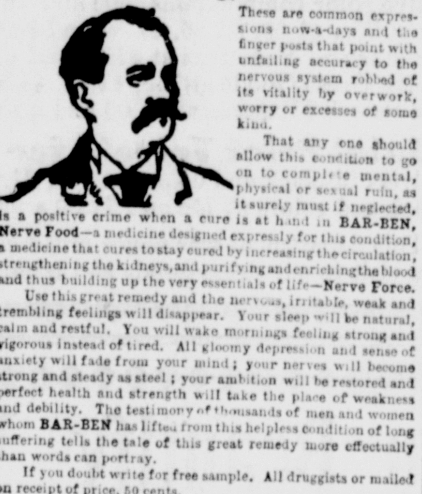 These are common expres-
sions now-a-days and the
finger posts that point with
unfailing accuracy to the
nervous system robbed of
its vitality by overwork,
worry or excesses of some
kind.
That any one should
allow this condition to go
on to complete mental,
physical or sexual ruin, as
it surely must if neglected,
is a positive crime when a cure is at hand in BAR-BEN,
Nerve Food—a medicine designed expressly for this condition,
a medicine that cures to stay cured by increasing the circulation,
strengthening the kidneys, and purifying and enriching the blood
and thus building up the very essentials of life—Nerve Force.
Use this great remedy and the nervous, irritable, weak and
trembling feelings will disappear. Your sleep will be natural,
calm and restful. You will wake mornings feeling strong and
vigorous instead of tired. All gloomy depression and sense of
anxiety will fade from your mind; your nerves will become
strong and steady as steel; your ambition will be restored and
perfect health and strength will take the place of weakness
and debility. The testimony of thousands of men and women
whom BAR-BEN has lifted from this helpless condition of long
suffering tells the tale of this great remedy more effectually
than words can portray.
If you doubt write for free sample. All druggists or mailed
on receipt of price, 50 cents.